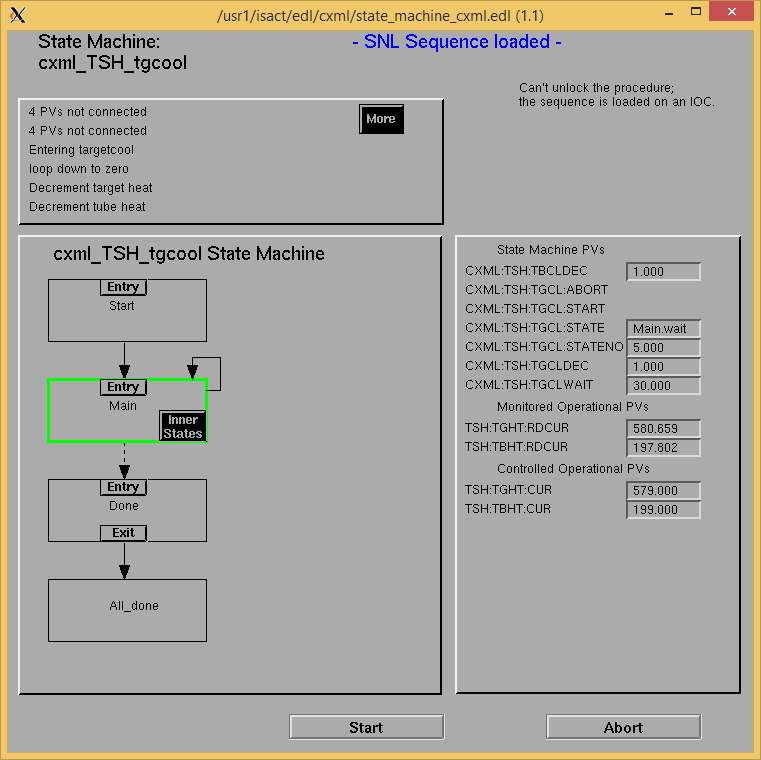 /usr1/isact/edl/cxml/state_machine_cxml.edl (1.1)
State Machine:
- SNL Sequence loaded -
cxml_TSH_tgcool
Can't unlock the procedure;
the sequence is loaded on an IOC.
4 PVs not connected
More
4 PVs not connected
Entering targetcool
loop down to zero
Decrement target heat
Decrement tube heat
cxml_TSH_tgcool State Machine
Entry
Start
Entry
Main
Inner
States
Entry
Done
Exit
All_done
State Machine PVs
CXML:TSH:TBCLDEC 1.000
CXML:TSH:TGCL:ABORT
CXML:TSH:TGCL:START
CXML:TSH:TGCL:STATE Main.wait
CXML:TSH:TGCL:STATENO 5.000
CXML:TSH:TGCLDEC 1.000
CXML:TSH:TGCLWAIT 30.000
Monitored Operational PVs
TSH:TGHT:RDCUR 580.659
TSH:TBHT:RDCUR 197.802
Controlled Operational PVs
TSH:TGHT:CUR 579.000
TSH:TBHT:CUR 199.000
Start
Abort